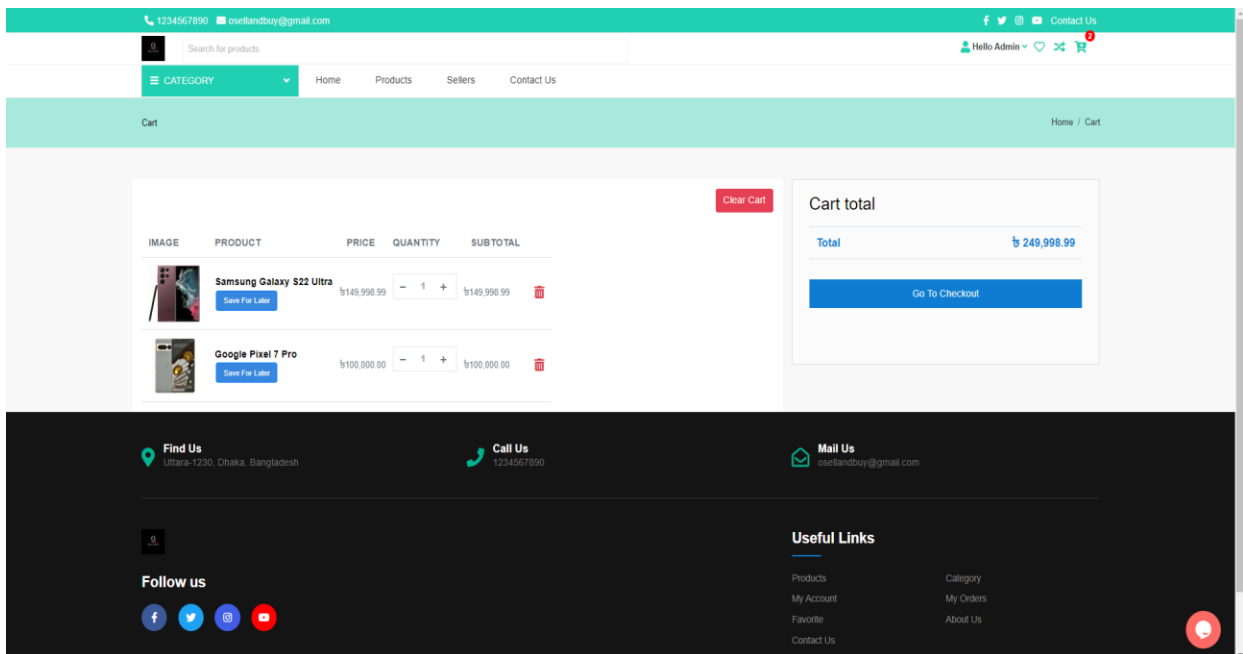 1234567890 osellandbuy@gmail.com Contact Us
Search for products Hello Admin 2
CATEGORY Home Products Sellers Contact Us
Cart Home / Cart
Clear Cart
Cart total
IMAGE PRODUCT PRICE QUANTITY SUBTOTAL
Total ৳ 249,998.99
Samsung Galaxy S22 Ultra
Save For Later ৳149,998.99 − 1 + ৳149,998.99
Go To Checkout
Google Pixel 7 Pro
Save For Later ৳100,000.00 − 1 + ৳100,000.00
Find Us Call Us Mail Us
Uttara-1230, Dhaka, Bangladesh 1234567890 osellandbuy@gmail.com
Useful Links
Follow us
Products Category
My Account My Orders
Favorite About Us
Contact Us